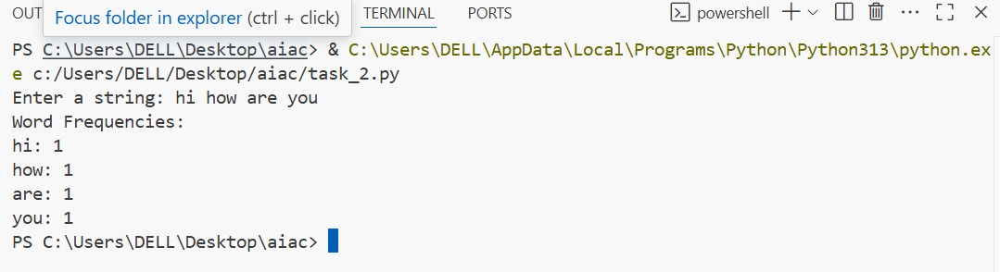 OUT
Focus folder in explorer (ctrl + click)
TERMINAL
PORTS
powershell
PS C:\Users\DELL\Desktop\aiac> & C:\Users\DELL\AppData\Local\Programs\Python\Python313\python.ex
e c:/Users/DELL/Desktop/aiac/task_2.py
Enter a string: hi how are you
Word Frequencies:
hi: 1
how: 1
are: 1
you: 1
PS C:\Users\DELL\Desktop\aiac>